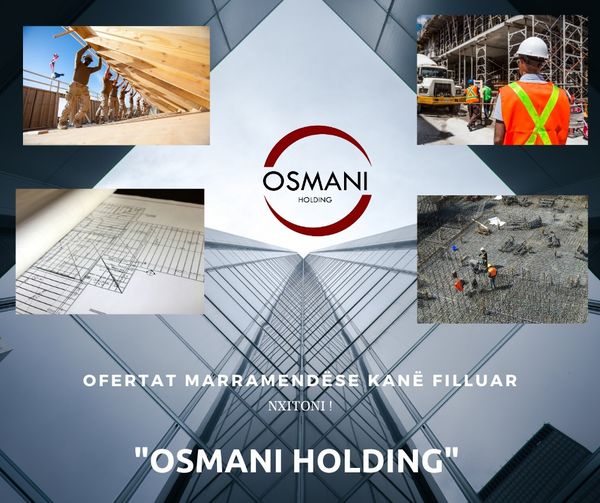 OSMANI
HOLDING
OFERTAT MARRAMENDËSE KANË FILLUAR
NXITONI !
"OSMANI HOLDING"